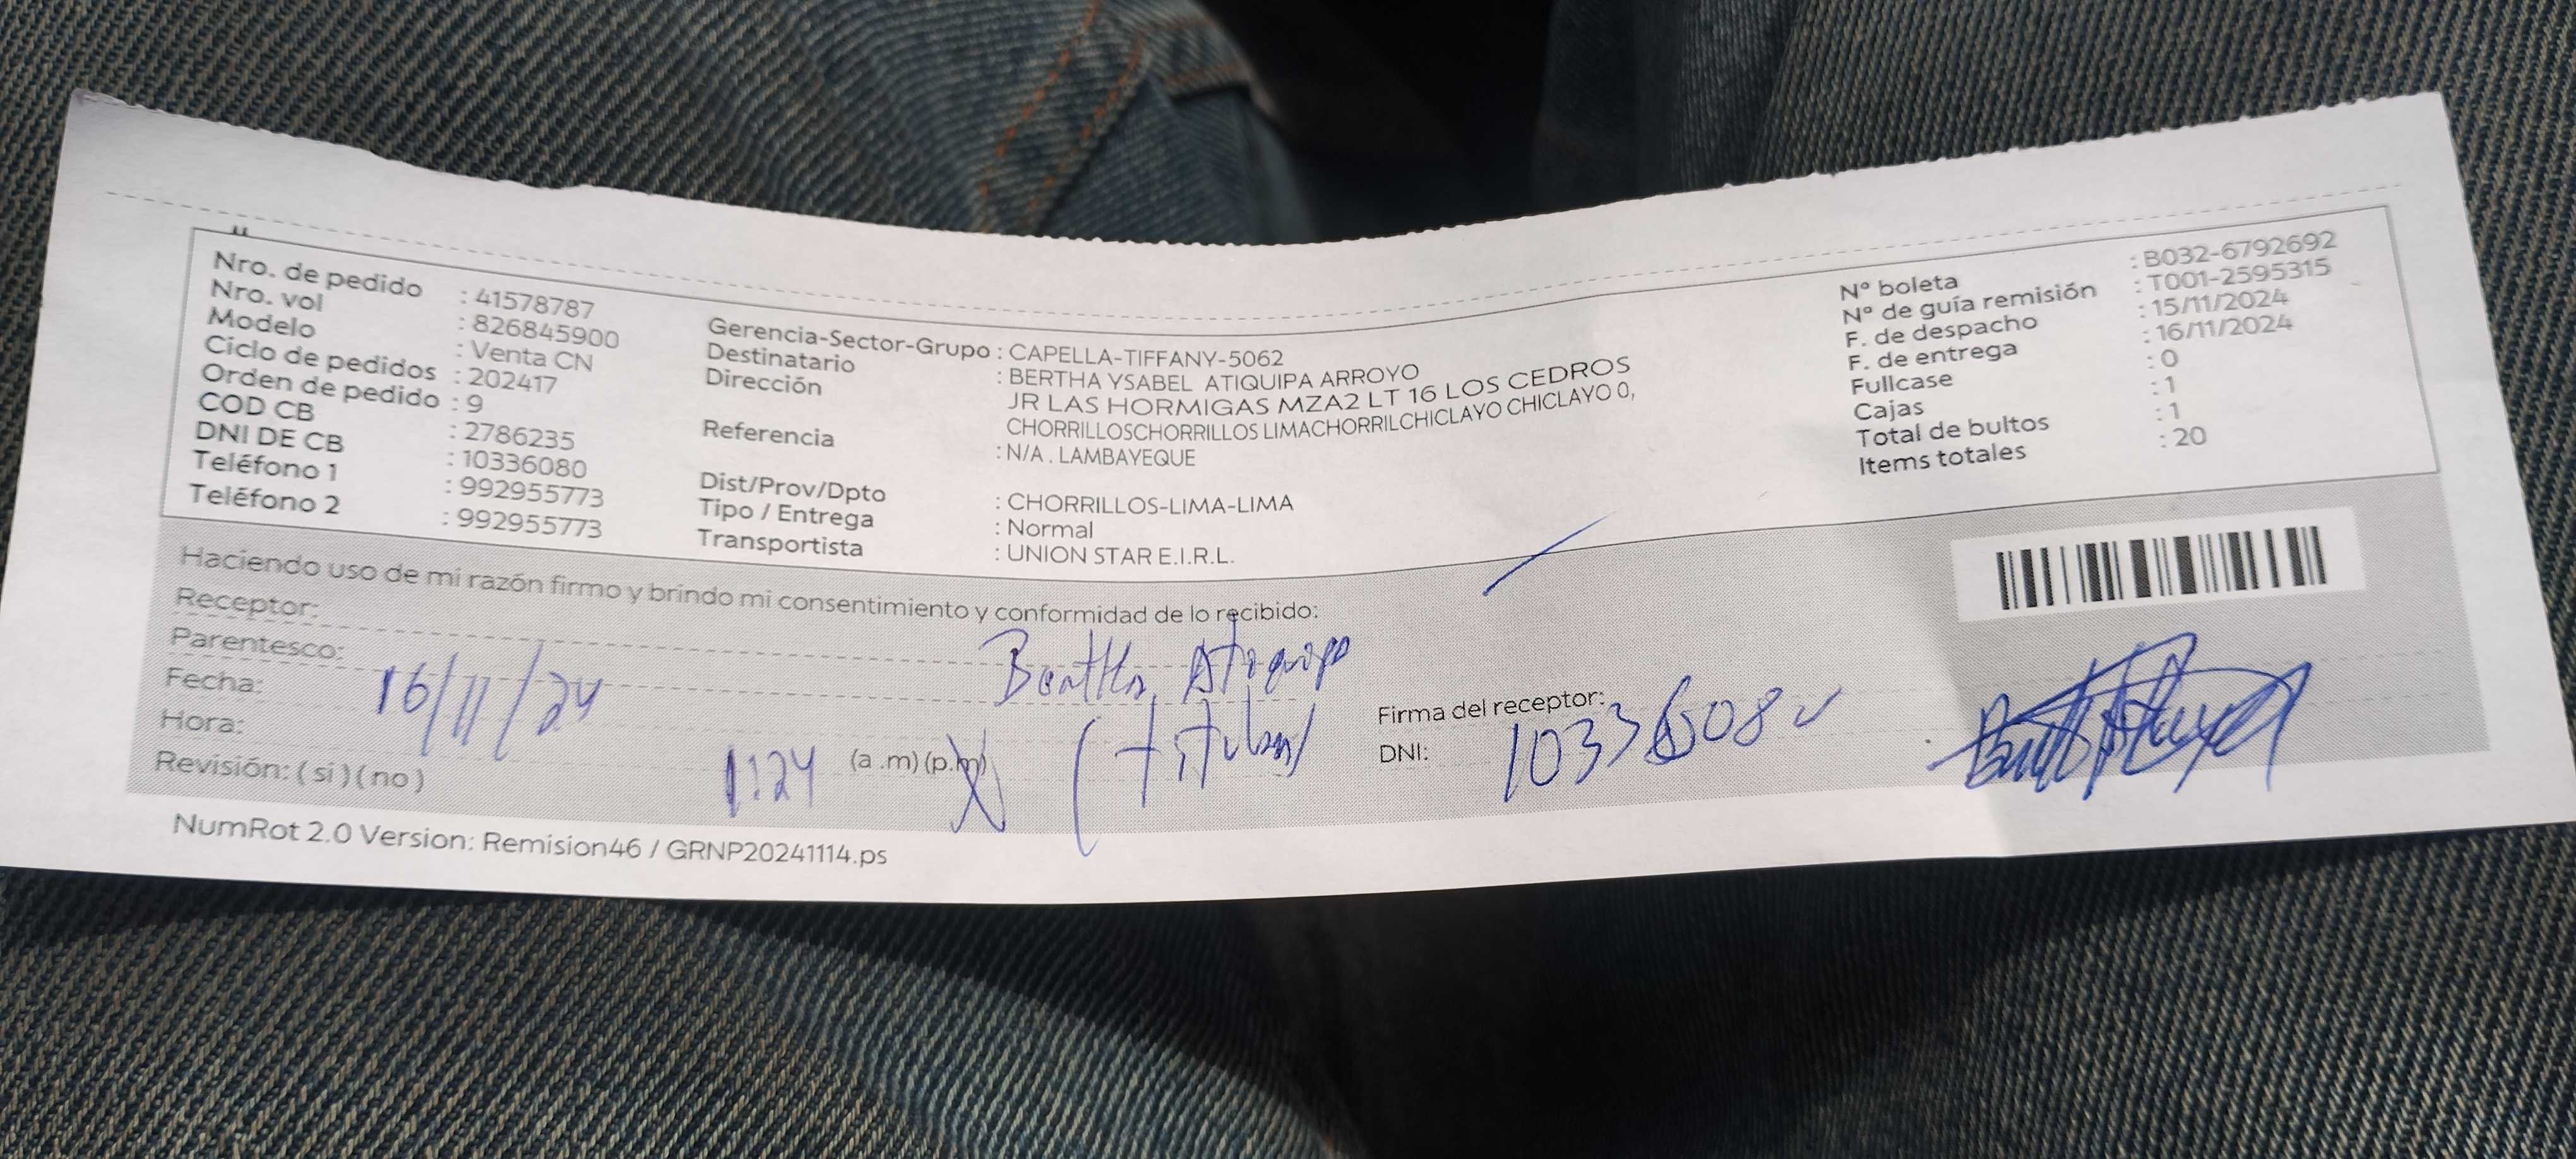 Nro. de pedido : 41578787
Nro. vol : 826845900
Modelo : Venta CN
Ciclo de pedidos : 202417
Orden de pedido : 9
COD CB : 2786235
DNI DE CB : 10336080
Teléfono 1 : 992955773
Teléfono 2 : 992955773
Gerencia-Sector-Grupo : CAPELLA-TIFFANY-5062
Destinatario : BERTHA YSABEL ATIQUIPA ARROYO
Dirección JR LAS HORMIGAS MZA2 LT 16 LOS CEDROS
CHORRILLOSCHORRILLOS LIMACHORRILCHICLAYO CHICLAYO 0,
Referencia : N/A . LAMBAYEQUE
Dist/Prov/Dpto : CHORRILLOS-LIMA-LIMA
Tipo / Entrega : Normal
Transportista : UNION STAR E.I.R.L.
N° boleta : B032-6792692
N° de guía remisión : T001-2595315
F. de despacho : 15/11/2024
F. de entrega : 16/11/2024
Fullcase : 0
Cajas : 1
Total de bultos : 1
Items totales : 20
Haciendo uso de mi razón firmo y brindo mi consentimiento y conformidad de lo recibido:
Receptor: Bertha Atiquipa
Parentesco: (titular)
Fecha: 16/11/24
Hora: 1:24 (a .m) (p.m)
Revisión: ( si ) ( no )
Firma del receptor:
DNI:
NumRot 2.0 Version: Remision46 / GRNP20241114.ps